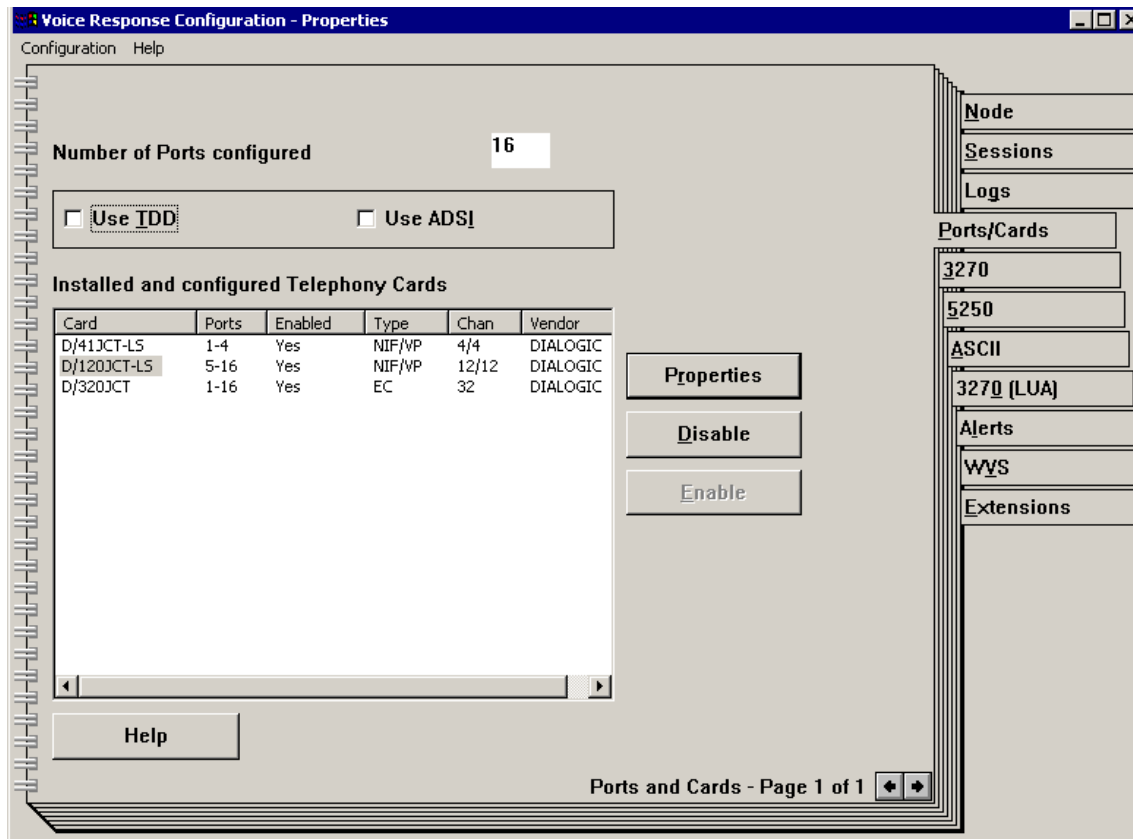 Voice Response Configuration - Properties
Configuration Help
Number of Ports configured 16
Use TDD Use ADSI
Installed and configured Telephony Cards
Card Ports Enabled Type Chan Vendor
D/41JCT-LS 1-4 Yes NIF/VP 4/4 DIALOGIC
D/120JCT-LS 5-16 Yes NIF/VP 12/12 DIALOGIC
D/320JCT 1-16 Yes EC 32 DIALOGIC
Properties
Disable
Enable
Help
Ports and Cards - Page 1 of 1
Node
Sessions
Logs
Ports/Cards
3270
5250
ASCII
3270 (LUA)
Alerts
WVS
Extensions